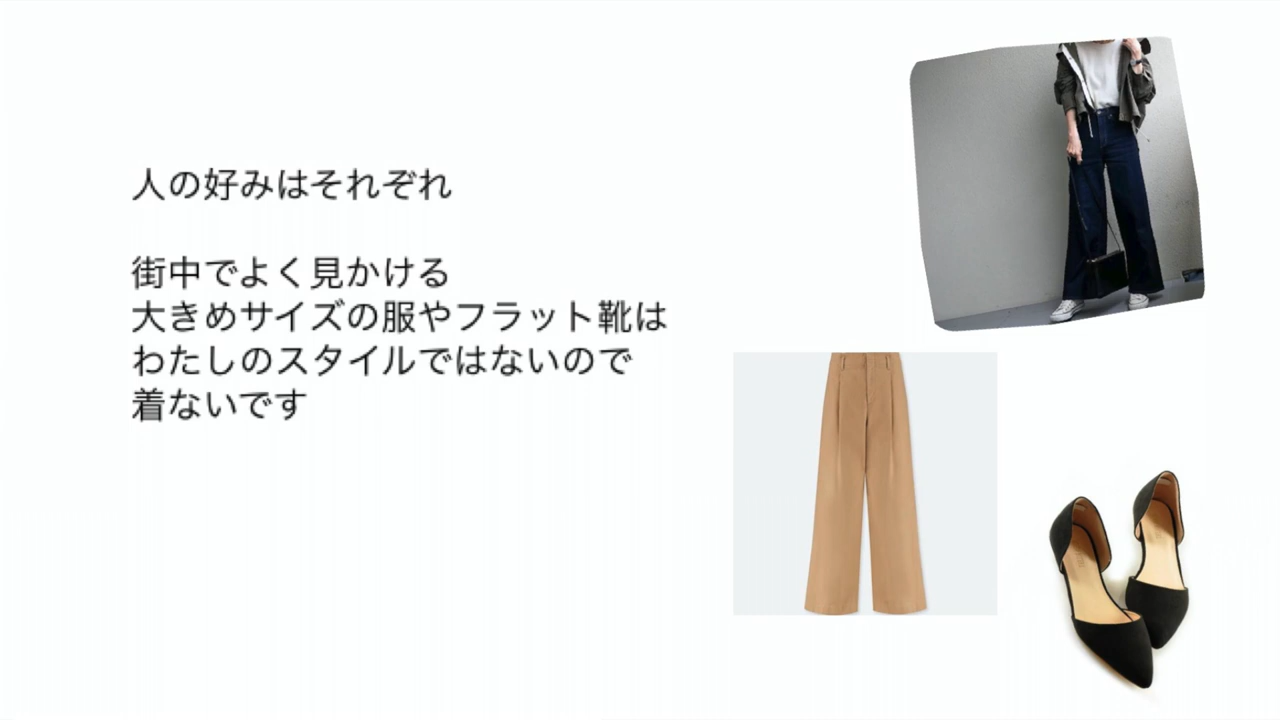 人の好みはそれぞれ
街中でよく見かける
大きめサイズの服やフラット靴は
わたしのスタイルではないので
着ないです